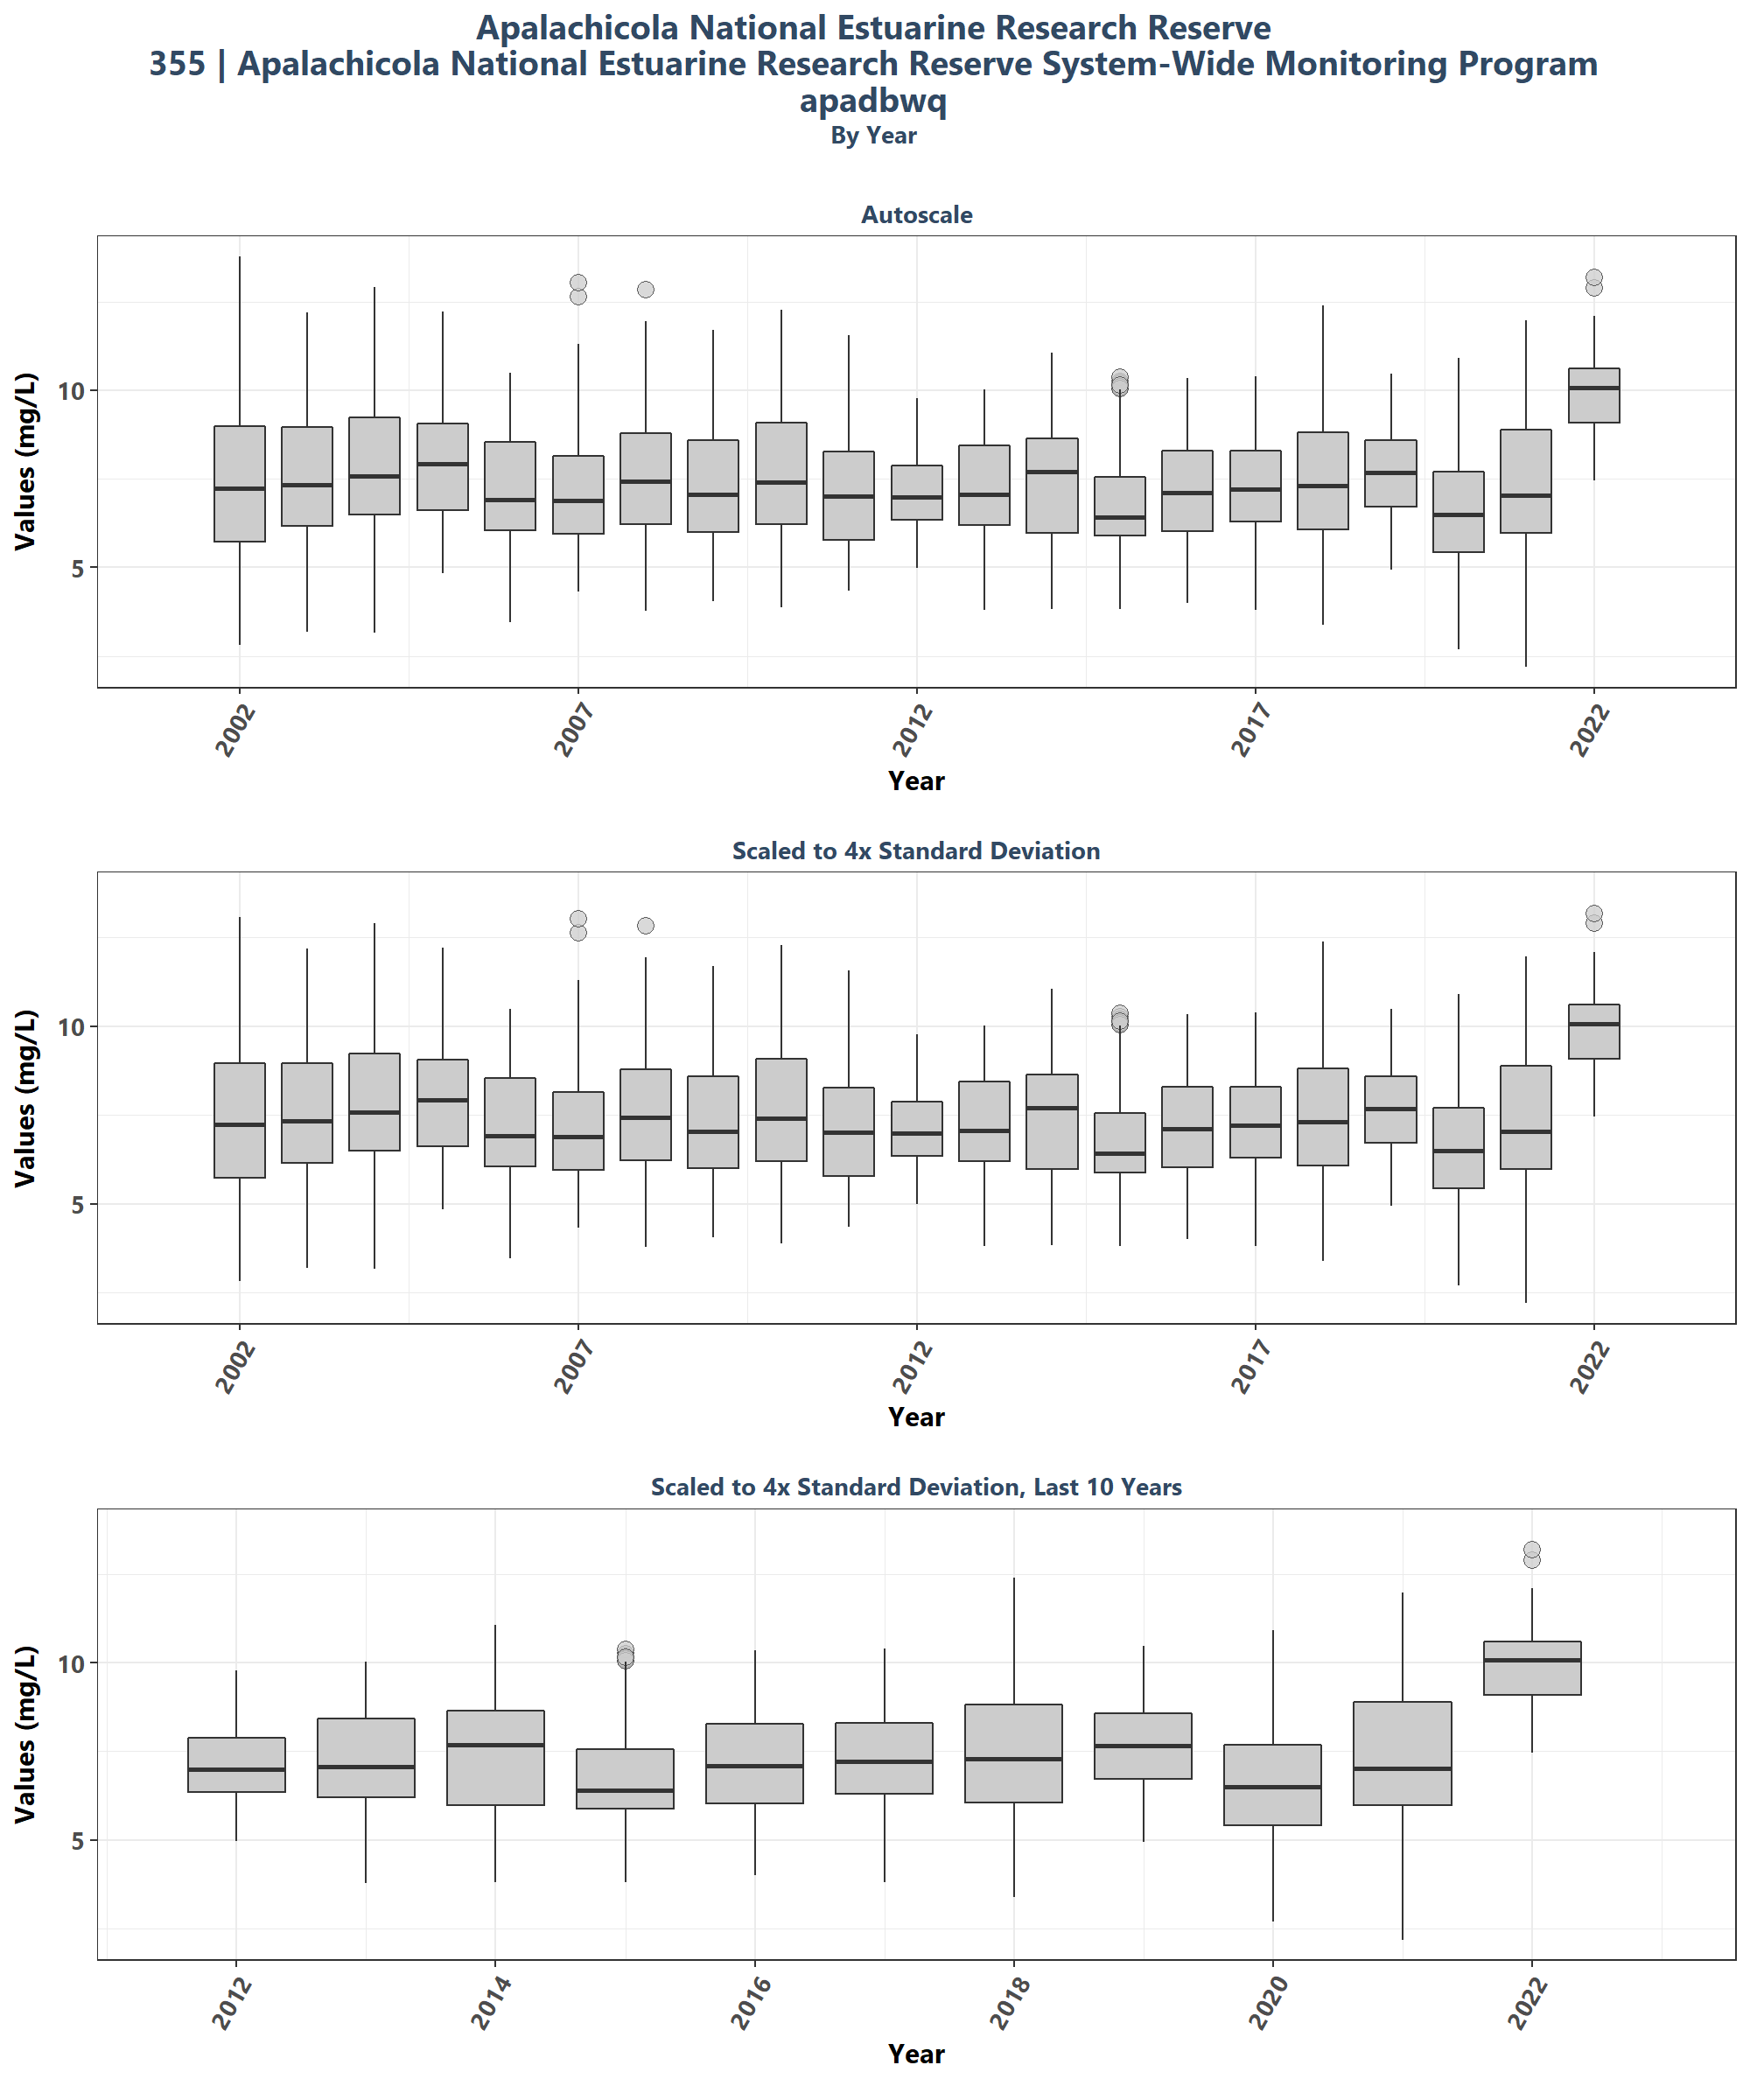 Apalachicola National Estuarine Research Reserve
355 | Apalachicola National Estuarine Research Reserve System-Wide Monitoring Program
apadbwq
By Year
Autoscale
Values (mg/L)
10
5
2002
2007
2012
2017
2022
Year
Scaled to 4x Standard Deviation
Values (mg/L)
10
5
2002
2007
2012
2017
2022
Year
Scaled to 4x Standard Deviation, Last 10 Years
Values (mg/L)
10
5
2012
2014
2016
2018
2020
2022
Year